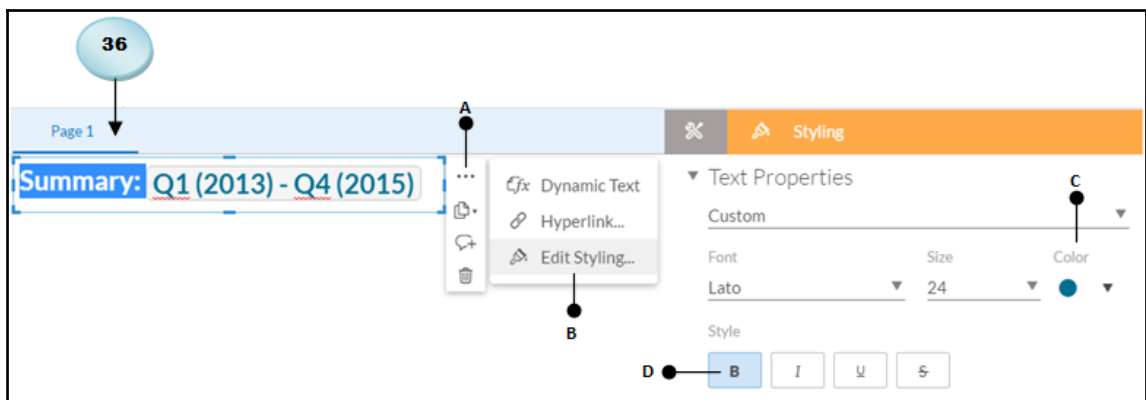 36
A
Page 1
Styling
Summary: Q1 (2013) - Q4 (2015)
...
fx Dynamic Text
Hyperlink...
Edit Styling...
B
Text Properties
C
Custom
Font Size Color
Lato 24
Style
D
B I U S